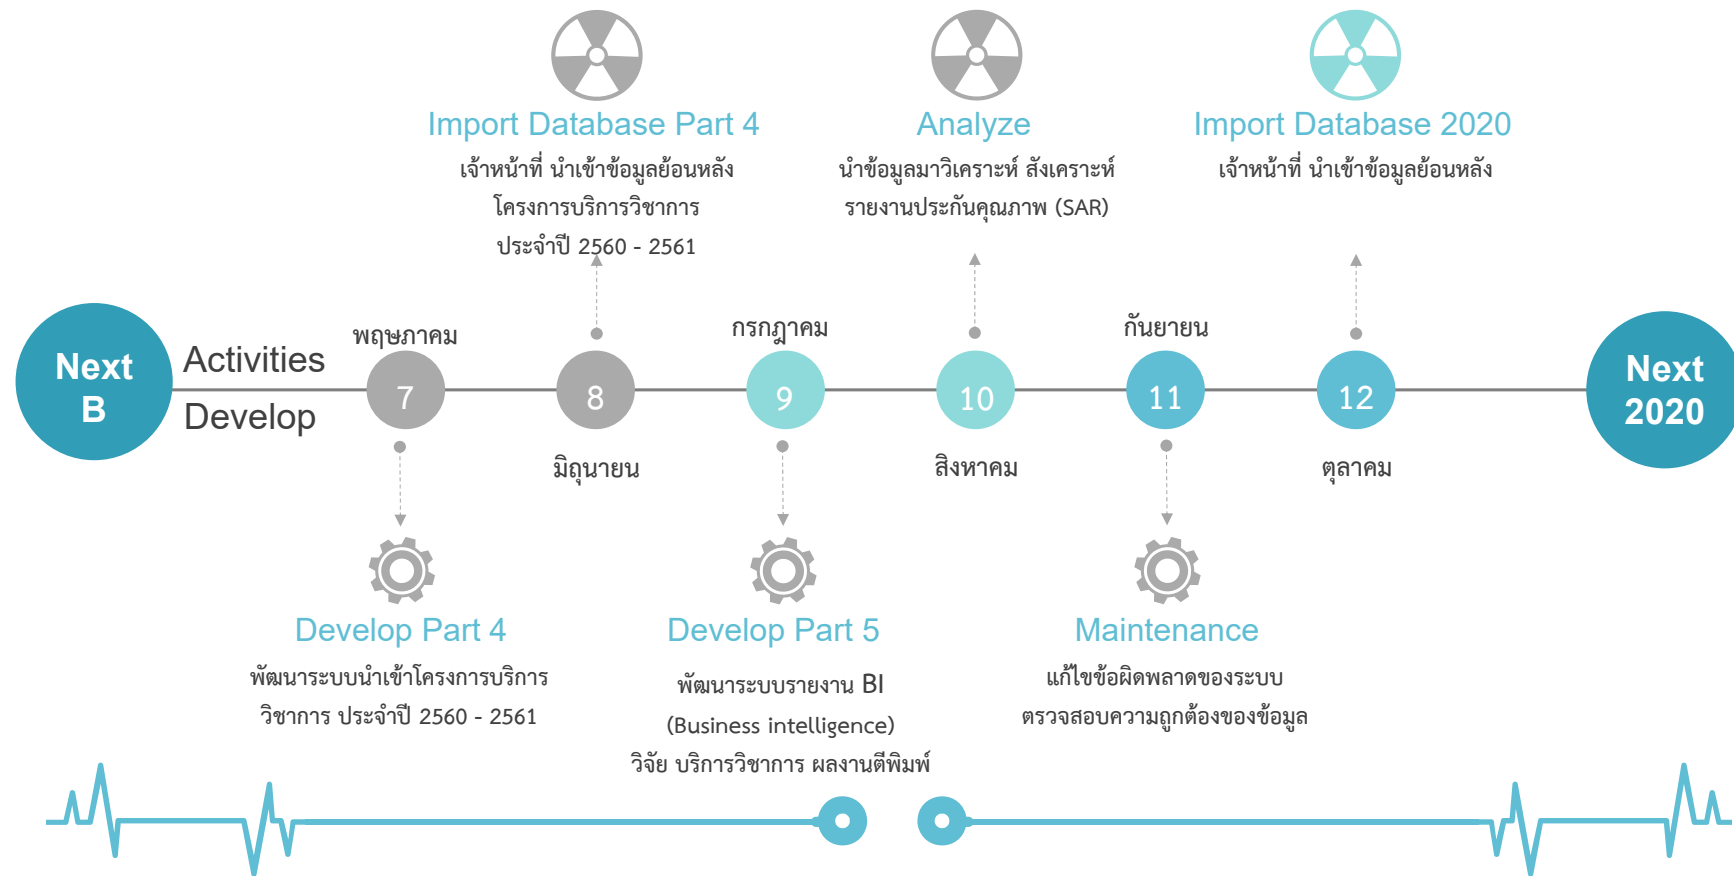 Import Database Part 4
เจ้าหน้าที่ นำเข้าข้อมูลย้อนหลัง
โครงการบริการวิชาการ
ประจำปี 2560 - 2561
Analyze
นำข้อมูลมาวิเคราะห์ สังเคราะห์
รายงานประกันคุณภาพ (SAR)
Import Database 2020
เจ้าหน้าที่ นำเข้าข้อมูลย้อนหลัง
Next
B
Activities
Develop
พฤษภาคม
7
8
มิถุนายน
กรกฎาคม
9
10
สิงหาคม
กันยายน
11
12
ตุลาคม
Next
2020
Develop Part 4
พัฒนาระบบนำเข้าโครงการบริการ
วิชาการ ประจำปี 2560 - 2561
Develop Part 5
พัฒนาระบบรายงาน BI
(Business intelligence)
วิจัย บริการวิชาการ ผลงานตีพิมพ์
Maintenance
แก้ไขข้อผิดพลาดของระบบ
ตรวจสอบความถูกต้องของข้อมูล